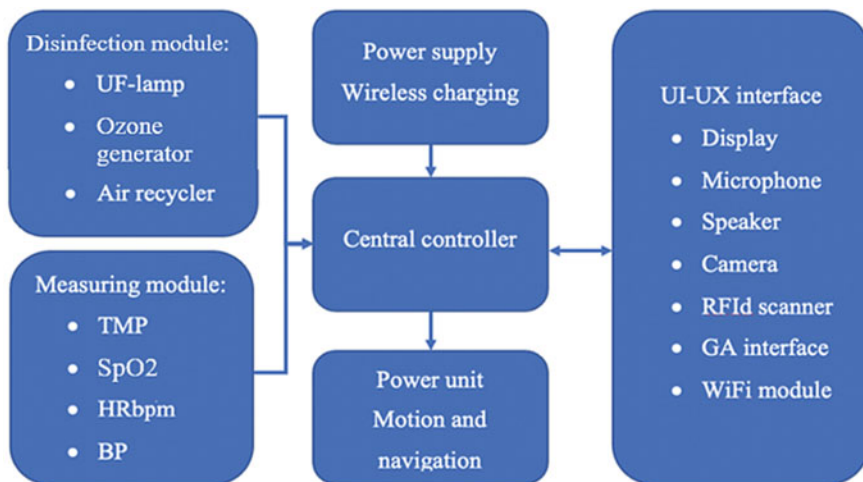 Disinfection module:
• UF-lamp
• Ozone
generator
• Air recycler
Measuring module:
• TMP
• SpO2
• HRbpm
• BP
Power supply
Wireless charging
Central controller
Power unit
Motion and
navigation
UI-UX interface
• Display
• Microphone
• Speaker
• Camera
• RFId scanner
• GA interface
• WiFi module